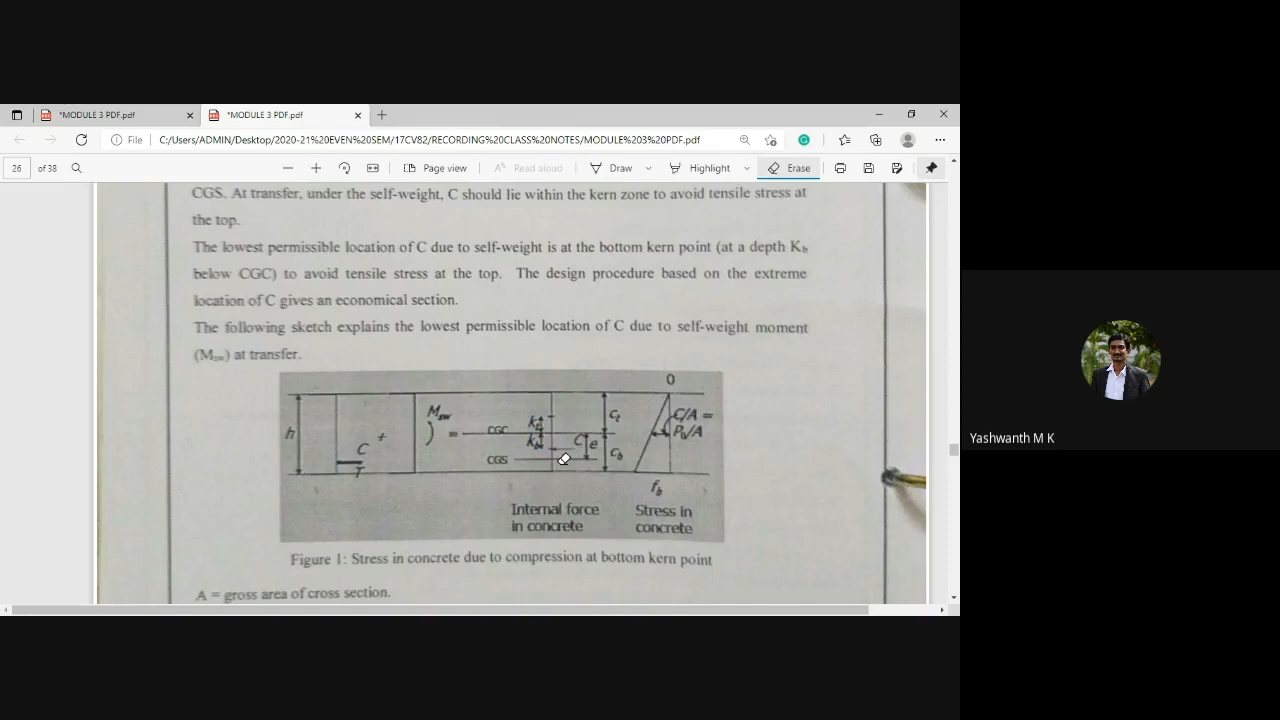 *MODULE 3 PDF.pdf
*MODULE 3 PDF.pdf
File
C:/Users/ADMIN/Desktop/2020-21%20EVEN%20SEM/17CV82/RECORDING%20CLASS%20NOTES/MODULE%203%20PDF.pdf
26 of 38
Page view
Read aloud
Draw
Highlight
Erase
CGS. At transfer, under the self-weight, C should lie within the kern zone to avoid tensile stress at
the top.
The lowest permissible location of C due to self-weight is at the bottom kern point (at a depth Kb
below CGC) to avoid tensile stress at the top. The design procedure based on the extreme
location of C gives an economical section.
The following sketch explains the lowest permissible location of C due to self-weight moment
(Msw) at transfer.
0
Msw
kt
ct
C/A =
h
C
+
) =
CGC
kb
C
e
cb
P0/A
T
CGS
fb
Internal force
in concrete
Stress in
concrete
Figure 1: Stress in concrete due to compression at bottom kern point
A = gross area of cross section.
Yashwanth M K